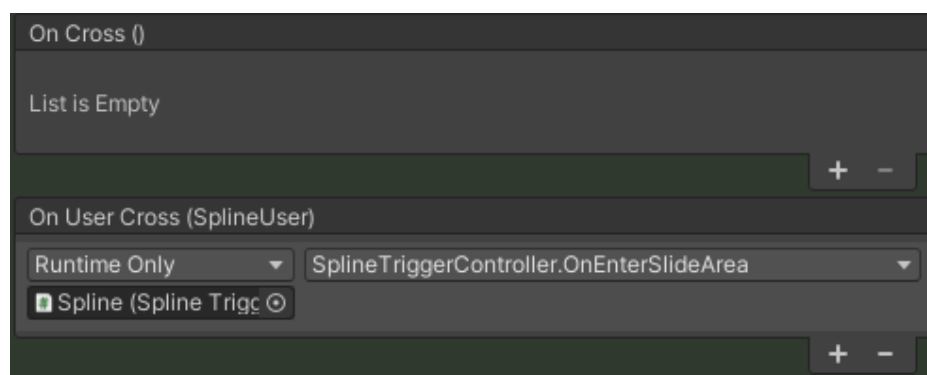 On Cross ()
List is Empty
+ -
On User Cross (SplineUser)
Runtime Only SplineTriggerController.OnEnterSlideArea
Spline (Spline Trigg
+ -